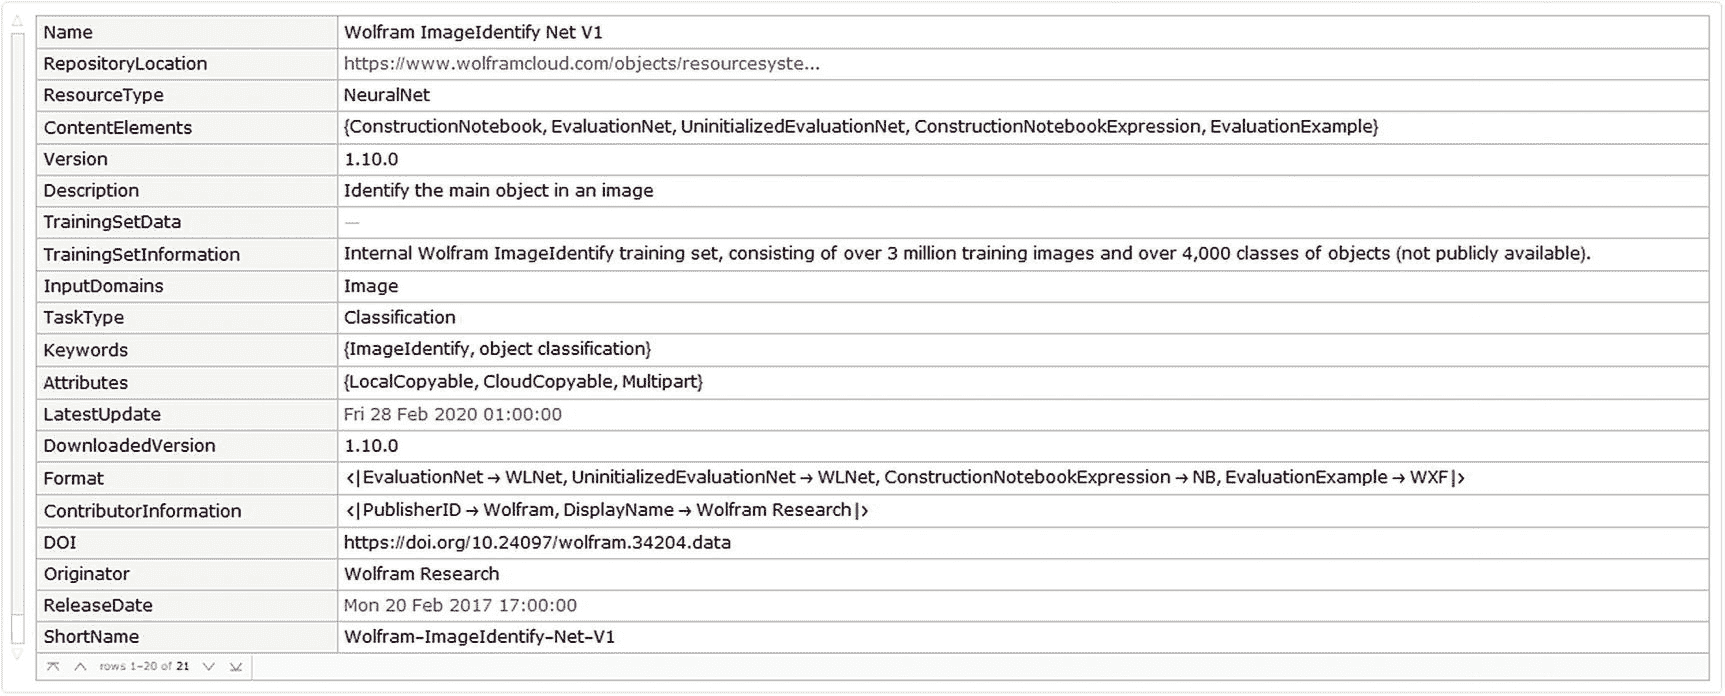 Name Wolfram ImageIdentify Net V1
RepositoryLocation https://www.wolframcloud.com/objects/resourcesyste...
ResourceType NeuralNet
ContentElements {ConstructionNotebook, EvaluationNet, UninitializedEvaluationNet, ConstructionNotebookExpression, EvaluationExample}
Version 1.10.0
Description Identify the main object in an image
TrainingSetData —
TrainingSetInformation Internal Wolfram ImageIdentify training set, consisting of over 3 million training images and over 4,000 classes of objects (not publicly available).
InputDomains Image
TaskType Classification
Keywords {ImageIdentify, object classification}
Attributes {LocalCopyable, CloudCopyable, Multipart}
LatestUpdate Fri 28 Feb 2020 01:00:00
DownloadedVersion 1.10.0
Format <|EvaluationNet → WLNet, UninitializedEvaluationNet → WLNet, ConstructionNotebookExpression → NB, EvaluationExample → WXF|>
ContributorInformation <|PublisherID → Wolfram, DisplayName → Wolfram Research|>
DOI https://doi.org/10.24097/wolfram.34204.data
Originator Wolfram Research
ReleaseDate Mon 20 Feb 2017 17:00:00
ShortName Wolfram-ImageIdentify-Net-V1
rows 1–20 of 21